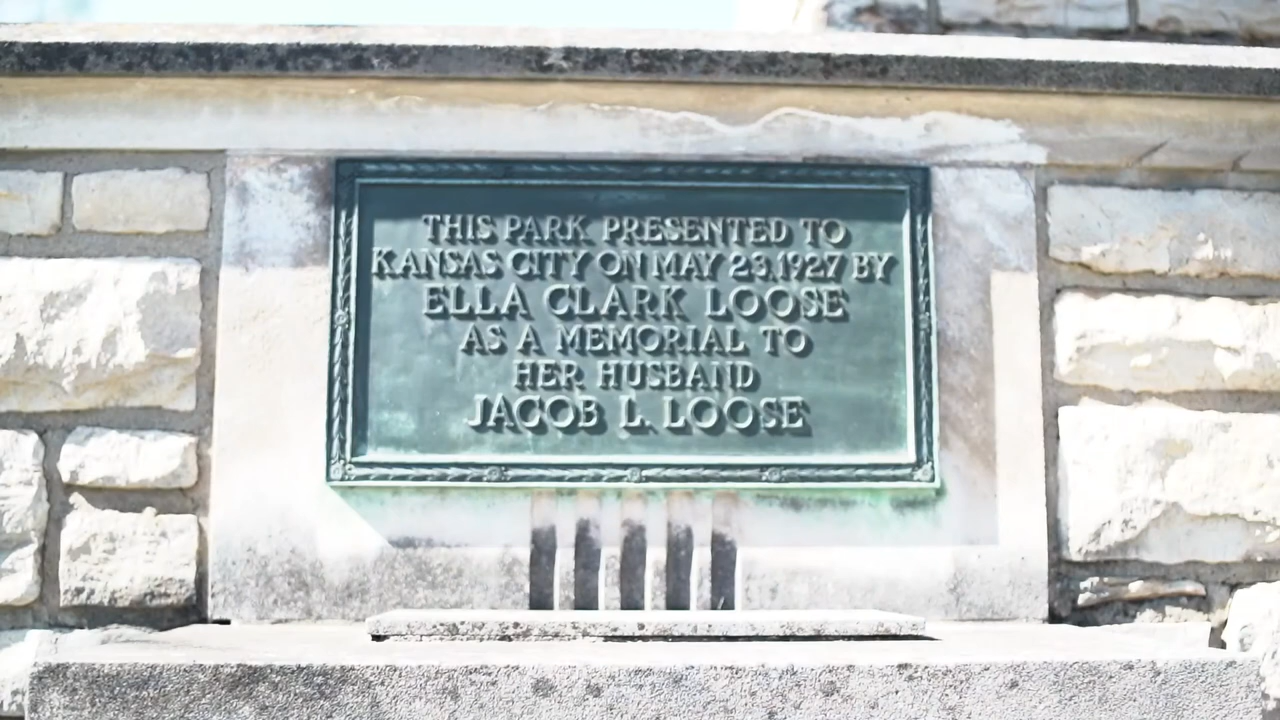 THIS PARK PRESENTED TO
KANSAS CITY ON MAY 23, 1927 BY
ELLA CLARK LOOSE
AS A MEMORIAL TO
HER HUSBAND
JACOB L. LOOSE